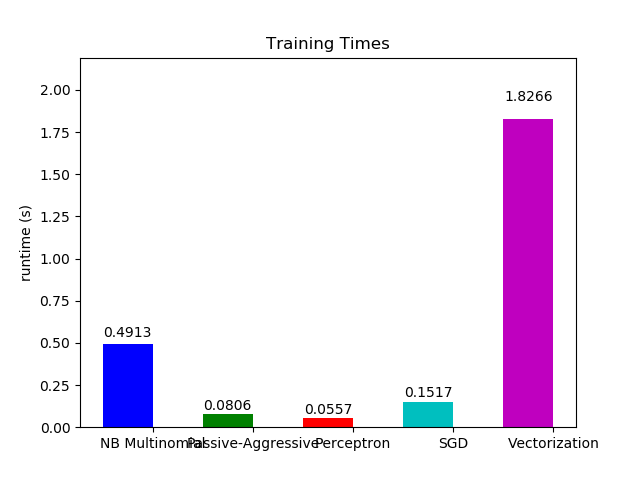 Training Times
2.00
1.75
1.50
1.25
1.00
0.75
0.50
0.25
0.00
runtime (s)
1.8266
0.4913
0.0806
0.0557
0.1517
NB Multinomial
Passive-Aggressive
Perceptron
SGD
Vectorization